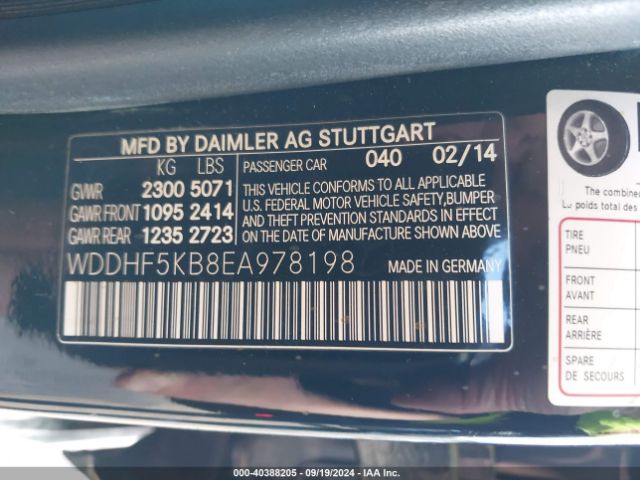 MFD BY DAIMLER AG STUTTGART
KG LBS
PASSENGER CAR 040 02/14
GVWR 2300 5071
GAWR FRONT 1095 2414
GAWR REAR 1235 2723
THIS VEHICLE CONFORMS TO ALL APPLICABLE
U.S. FEDERAL MOTOR VEHICLE SAFETY,BUMPER
AND THEFT PREVENTION STANDARDS IN EFFECT
ON THE DATE OF MANUFACTURE SHOWN ABOVE
WDDHF5KB8EA978198 MADE IN GERMANY
The combined
poids total des
TIRE
PNEU
FRONT
AVANT
REAR
ARRIÈRE
SPARE
DE SECOURS
000-40388205 - 09/19/2024 - IAA Inc.